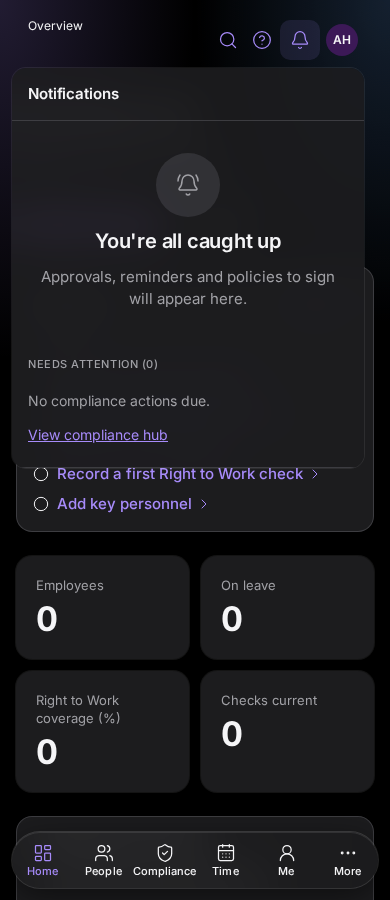 Overview
AH
Notifications
You're all caught up
Approvals, reminders and policies to sign
will appear here.
NEEDS ATTENTION (0)
No compliance actions due.
View compliance hub
Record a first Right to Work check
Add key personnel
Employees
0
On leave
0
Right to Work
coverage (%)
0
Checks current
0
Home
People
Compliance
Time
Me
More